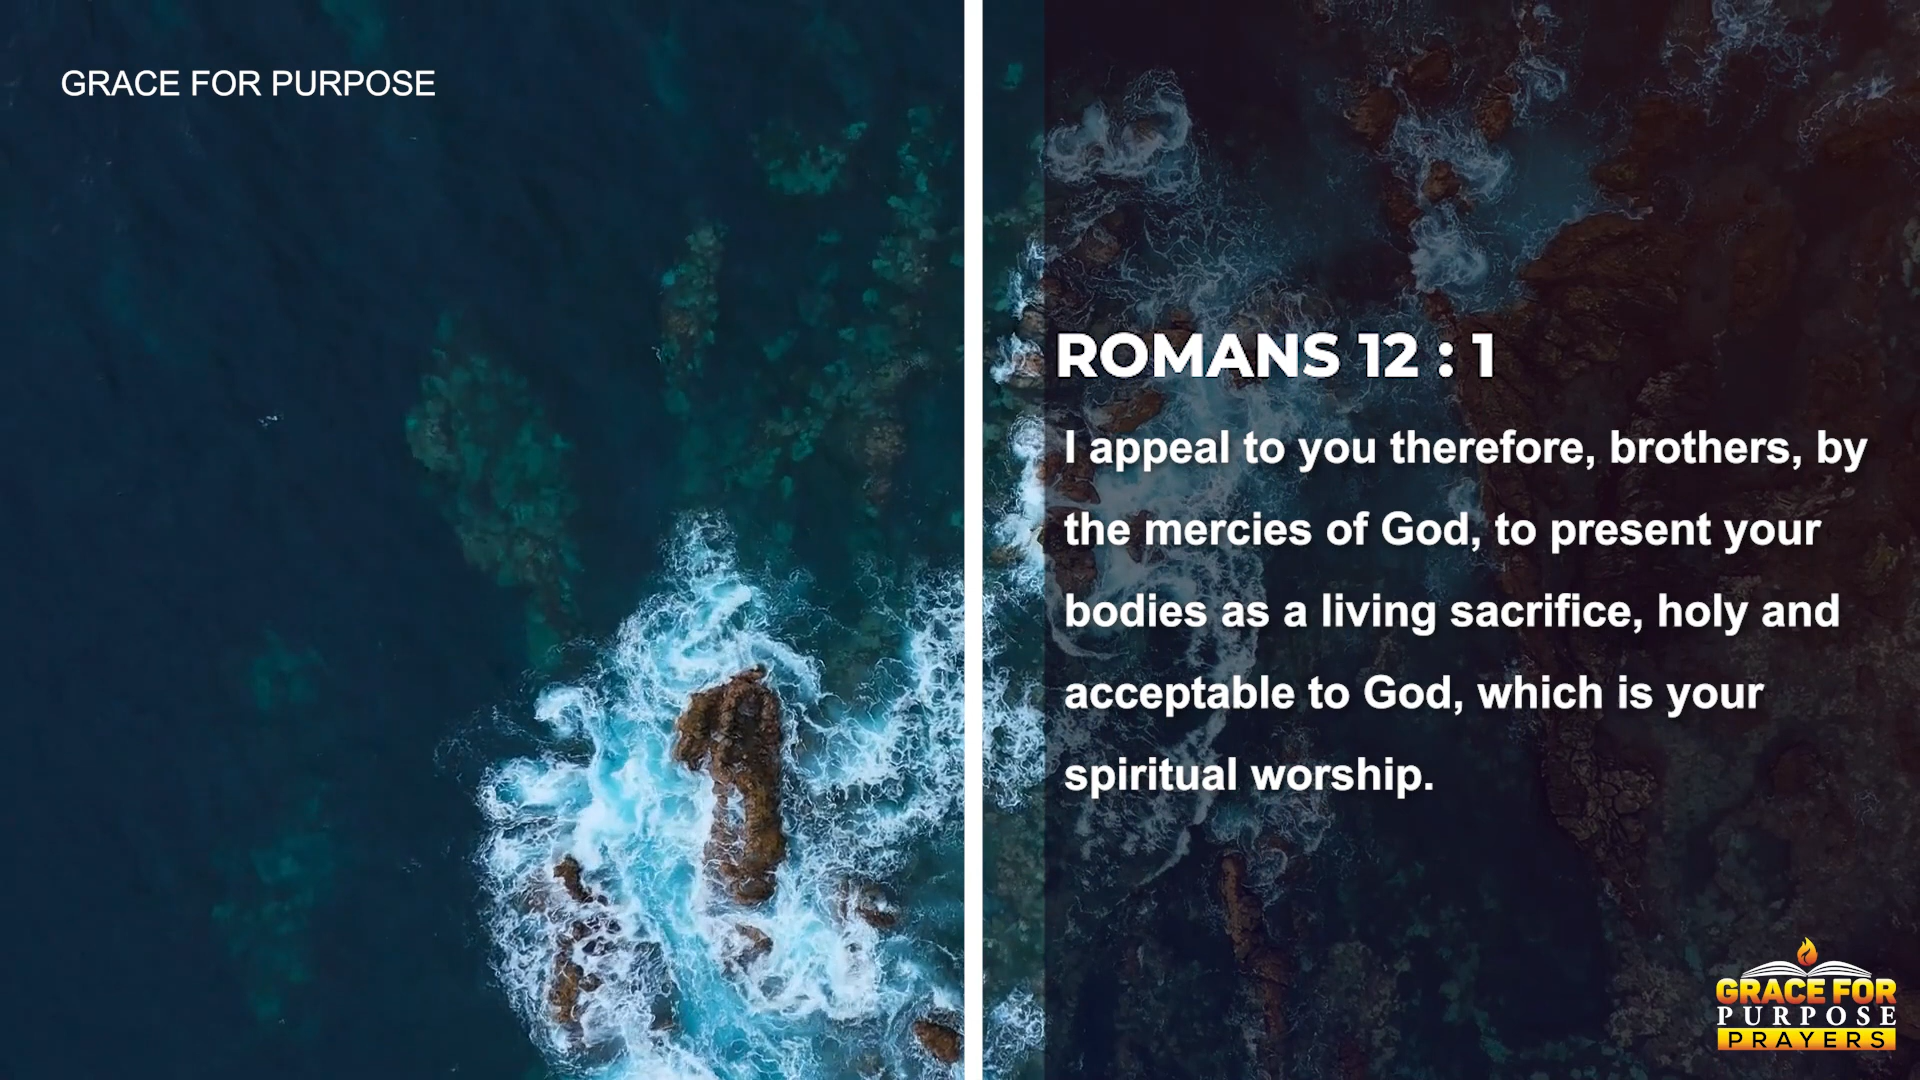 GRACE FOR PURPOSE
ROMANS 12 : 1
I appeal to you therefore, brothers, by
the mercies of God, to present your
bodies as a living sacrifice, holy and
acceptable to God, which is your
spiritual worship.
GRACE FOR
PURPOSE
PRAYERS